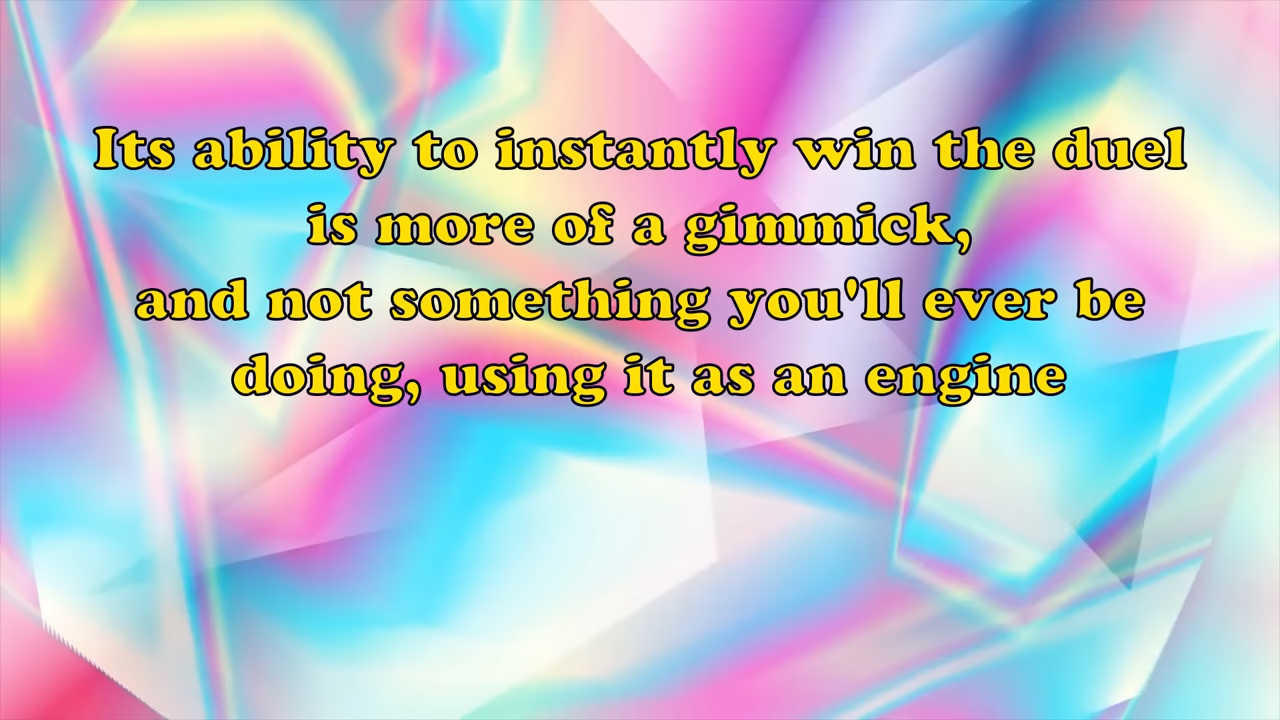 Its ability to instantly win the duel
is more of a gimmick,
and not something you'll ever be
doing, using it as an engine